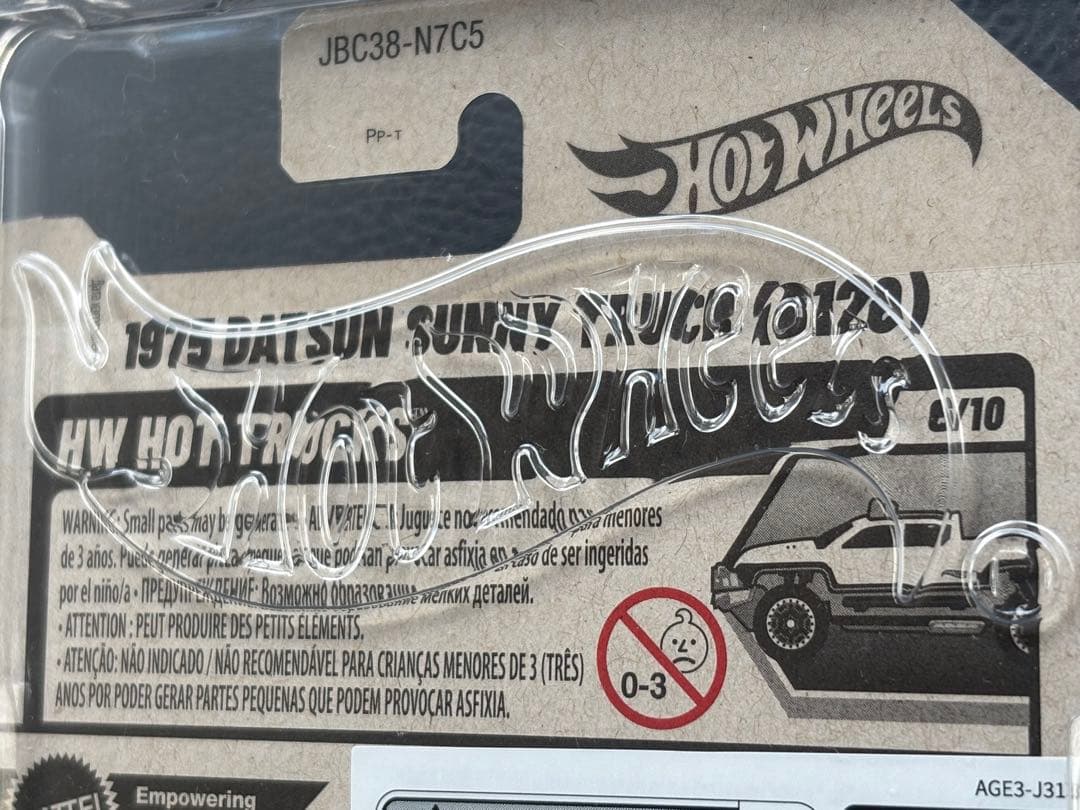 JBC38-N7C5
PP-T
HOT WHEELS
1975 DATSUN SUNNY TRUCK (B120)
HOT WHEELS
HW HOT TRUCKS™
/10
WARNING: Small parts may be generated. ADVERTENCIA: Juguete no recomendado para menores
de 3 años. Puede generar piezas pequeñas que podrían provocar asfixia en caso de ser ingeridas
por el niño/a • ПРЕДУПРЕЖДЕНИЕ: Возможно образование мелких деталей.
• ATTENTION : PEUT PRODUIRE DES PETITS ÉLÉMENTS.
• ATENÇÃO: NÃO INDICADO / NÃO RECOMENDÁVEL PARA CRIANÇAS MENORES DE 3 (TRÊS)
ANOS POR PODER GERAR PARTES PEQUENAS QUE PODEM PROVOCAR ASFIXIA.
0-3
MATTEL
Empowering
AGE3-J31